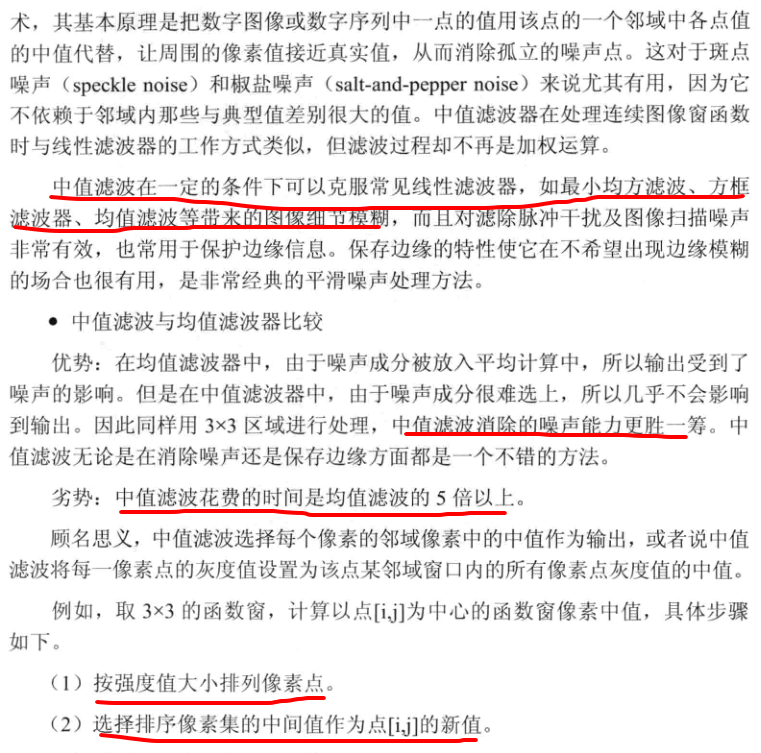 术，其基本原理是把数字图像或数字序列中一点的值用该点的一个邻域中各点值
的中值代替，让周围的像素值接近真实值，从而消除孤立的噪声点。这对于斑点
噪声（speckle noise）和椒盐噪声（salt-and-pepper noise）来说尤其有用，因为它
不依赖于邻域内那些与典型值差别很大的值。中值滤波器在处理连续图像窗函数
时与线性滤波器的工作方式类似，但滤波过程却不再是加权运算。
中值滤波在一定的条件下可以克服常见线性滤波器，如最小均方滤波、方框
滤波器、均值滤波等带来的图像细节模糊，而且对滤除脉冲干扰及图像扫描噪声
非常有效，也常用于保护边缘信息。保存边缘的特性使它在不希望出现边缘模糊
的场合也很有用，是非常经典的平滑噪声处理方法。
● 中值滤波与均值滤波器比较
优势：在均值滤波器中，由于噪声成分被放入平均计算中，所以输出受到了
噪声的影响。但是在中值滤波器中，由于噪声成分很难选上，所以几乎不会影响
到输出。因此同样用 3×3 区域进行处理，中值滤波消除的噪声能力更胜一筹。中
值滤波无论是在消除噪声还是保存边缘方面都是一个不错的方法。
劣势：中值滤波花费的时间是均值滤波的 5 倍以上。
顾名思义，中值滤波选择每个像素的邻域像素中的中值作为输出，或者说中值
滤波将每一像素点的灰度值设置为该点某邻域窗口内的所有像素点灰度值的中值。
例如，取 3×3 的函数窗，计算以点[i,j]为中心的函数窗像素中值，具体步骤
如下。
（1）按强度值大小排列像素点。
（2）选择排序像素集的中间值作为点[i,j]的新值。